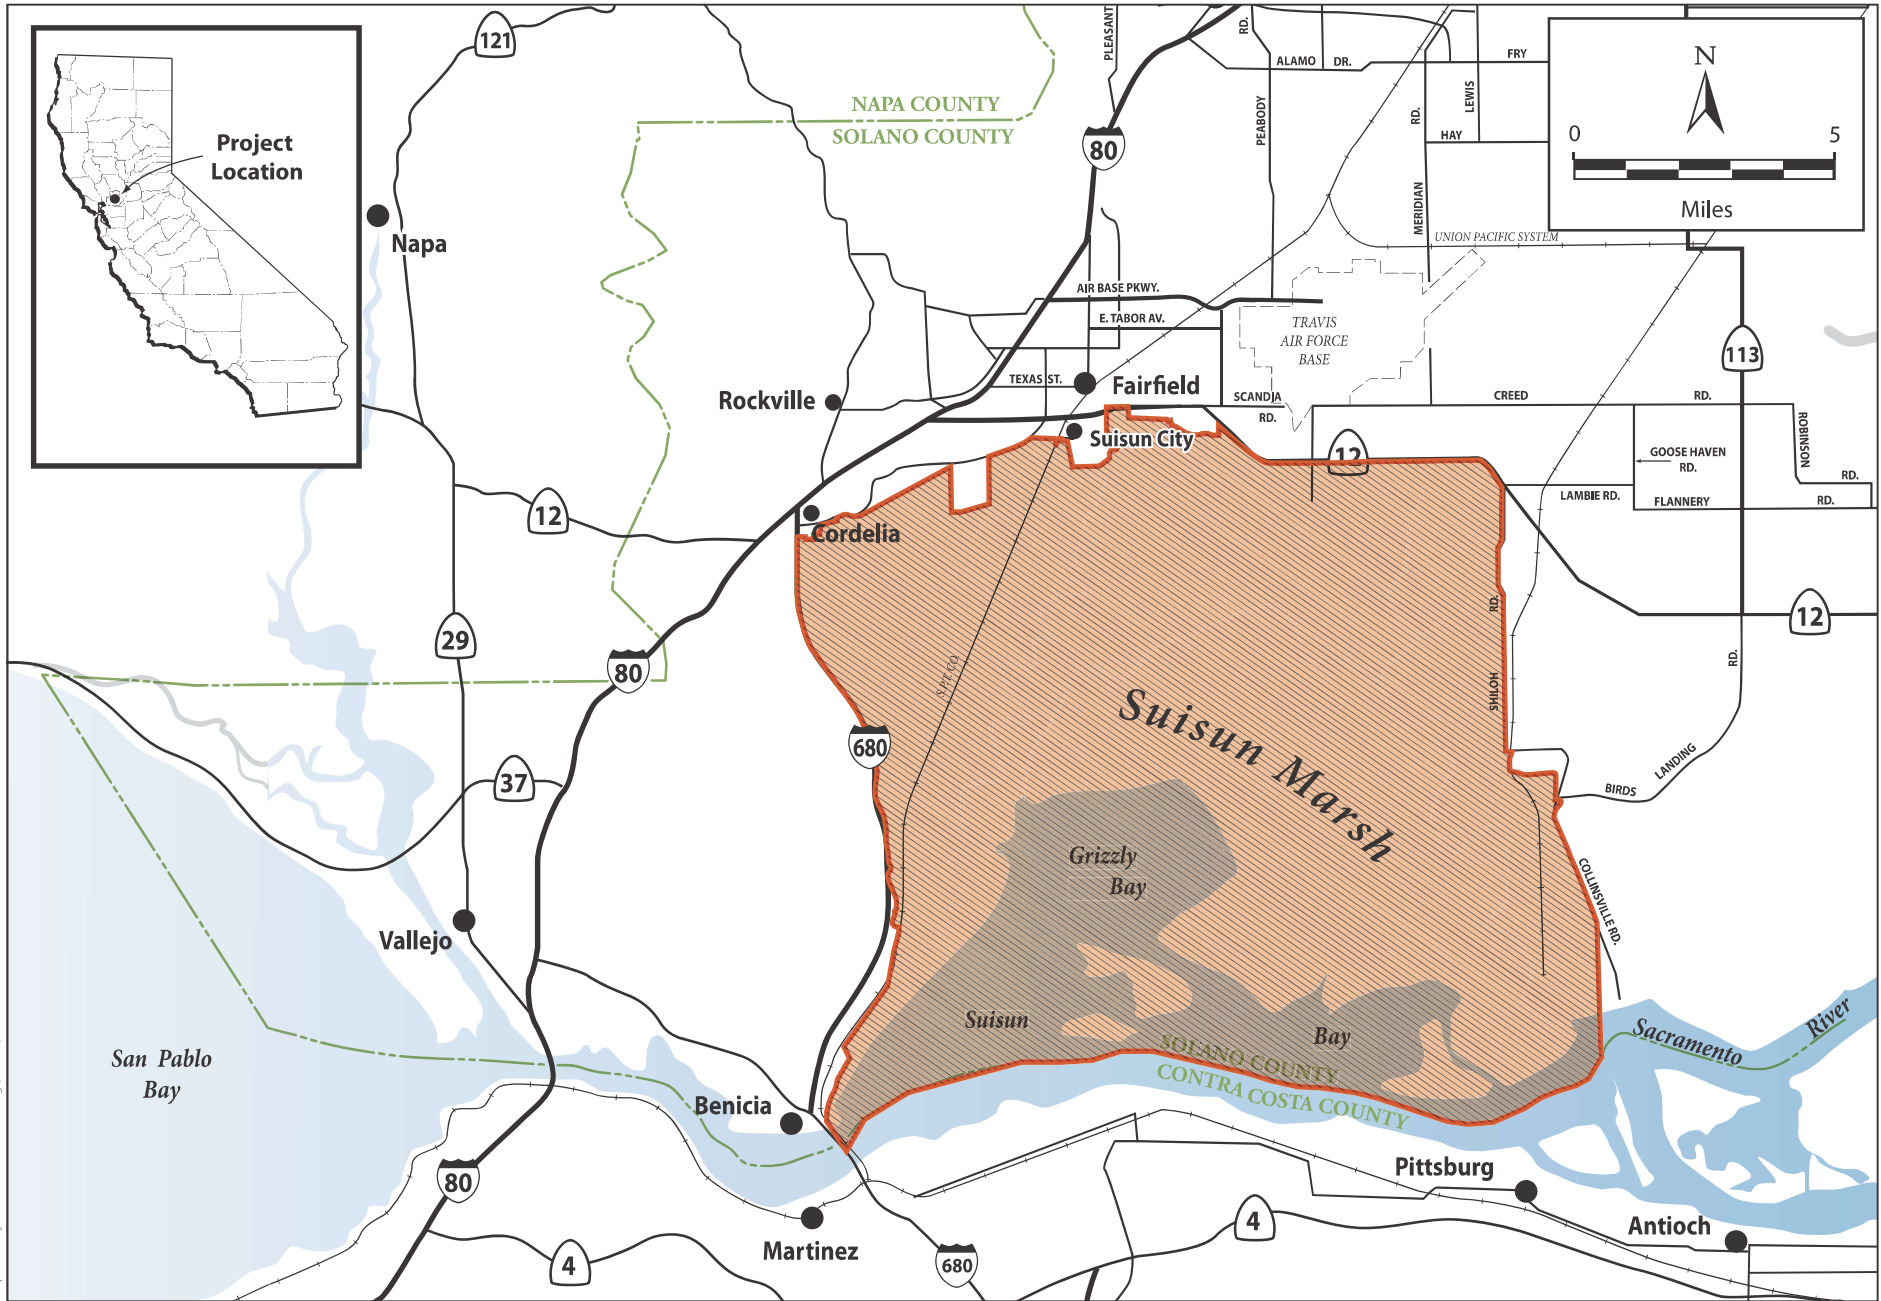 121
PLEASANT
RD.
ALAMO DR.
FRY
N
0 5
Miles
NAPA COUNTY
SOLANO COUNTY
80
PEABODY
RD.
LEWIS
HAY
MERIDIAN
Project
Location
Napa
UNION PACIFIC SYSTEM
AIR BASE PKWY.
E. TABOR AV.
TRAVIS
AIR FORCE
BASE
113
TEXAS ST.
Fairfield
Rockville
SCANDIA
RD.
CREED RD.
ROBINSON
RD.
Suisun City
12
GOOSE HAVEN
RD.
LAMBIE RD.
FLANNERY RD.
12
Cordelia
RD.
SHILOH
12
29
80
S.P.T. CO.
RD.
680
Suisun Marsh
37
BIRDS
LANDING
Grizzly
Bay
COLLINSVILLE RD.
Vallejo
Suisun
Bay
Sacramento
River
San Pablo
Bay
SOLANO COUNTY
CONTRA COSTA COUNTY
Benicia
80
Pittsburg
Martinez
4
Antioch
4
680